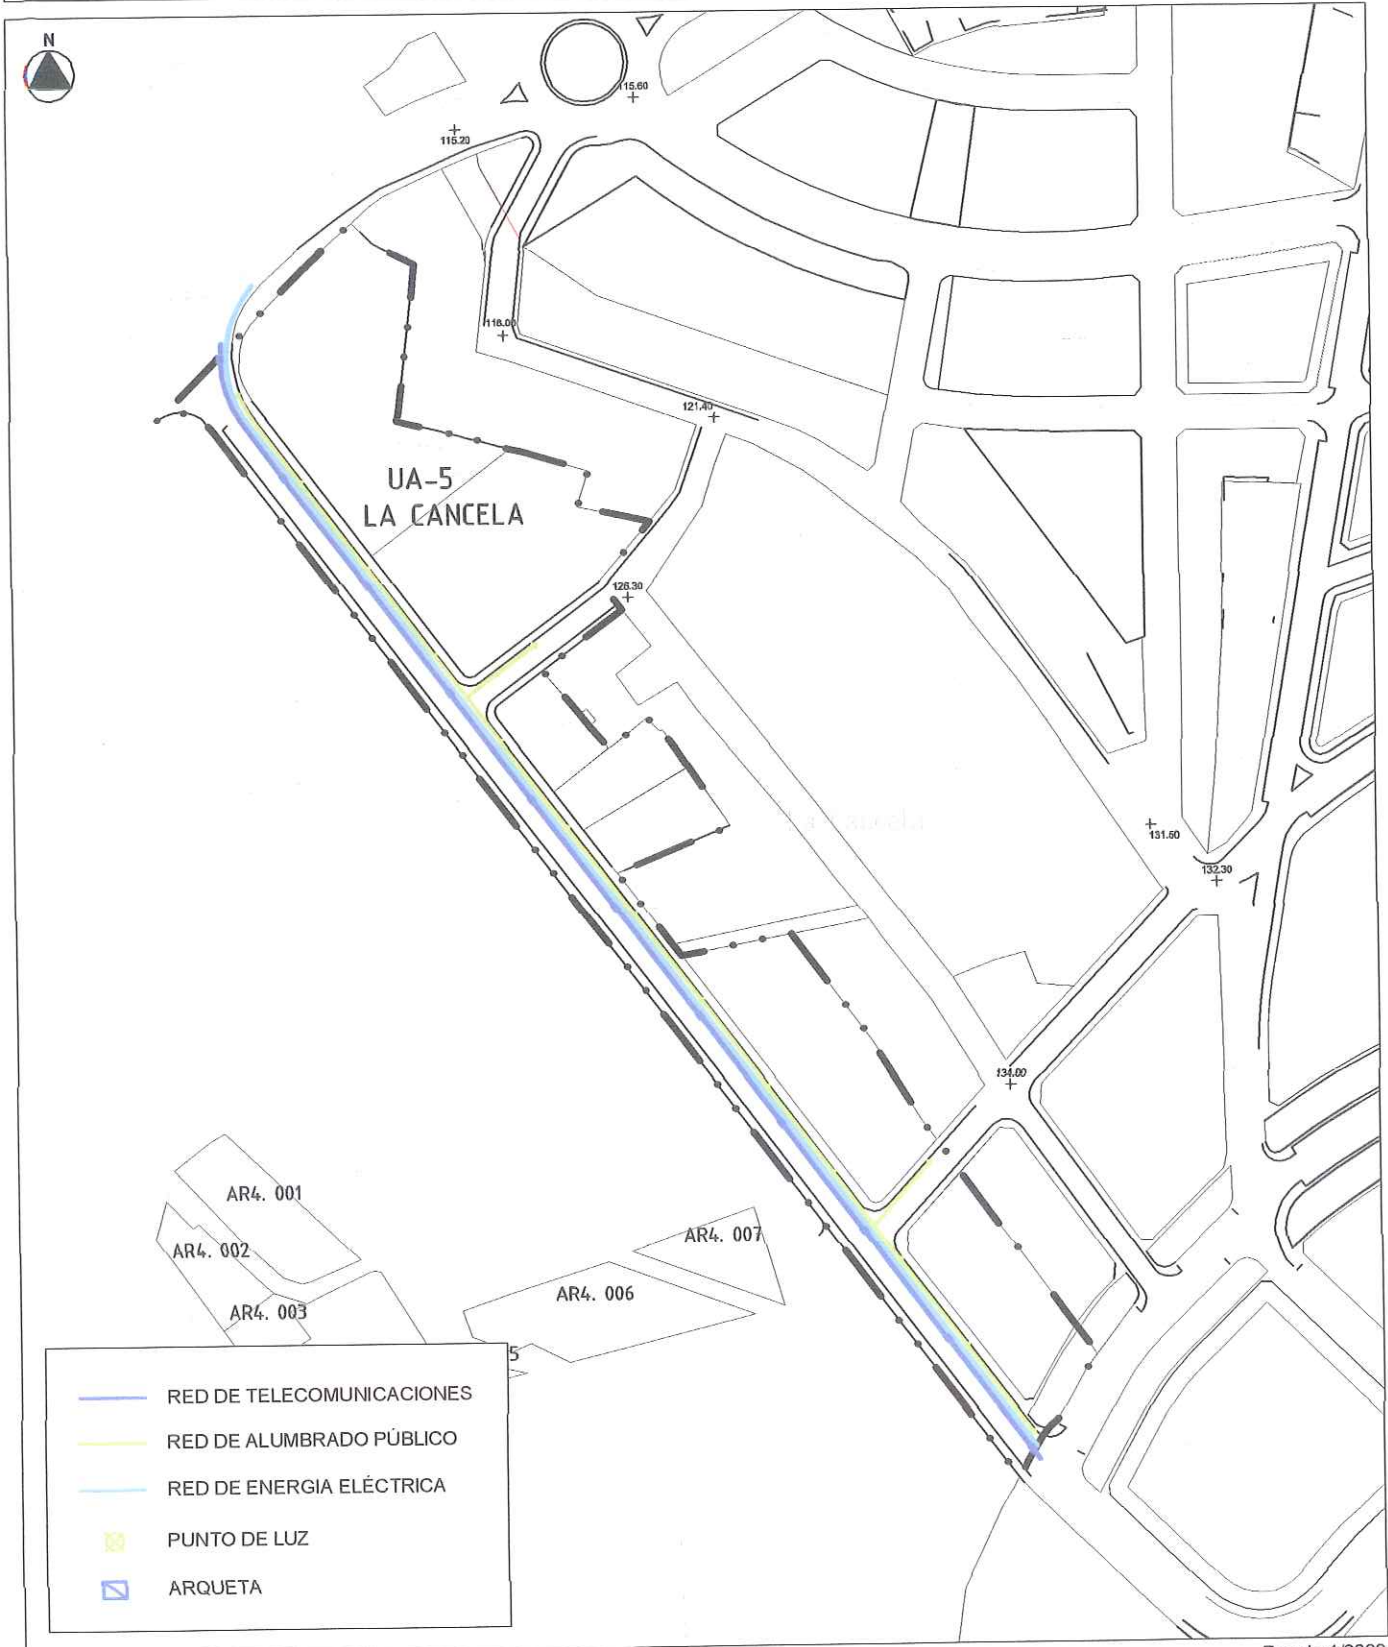 N
115.60
115.20
118.00
121.40
UA-5
LA CANCELA
126.30
131.50
132.30
134.00
AR4. 001
AR4. 002
AR4. 003
AR4. 007
AR4. 006
5
RED DE TELECOMUNICACIONES
RED DE ALUMBRADO PÚBLICO
RED DE ENERGIA ELÉCTRICA
PUNTO DE LUZ
ARQUETA